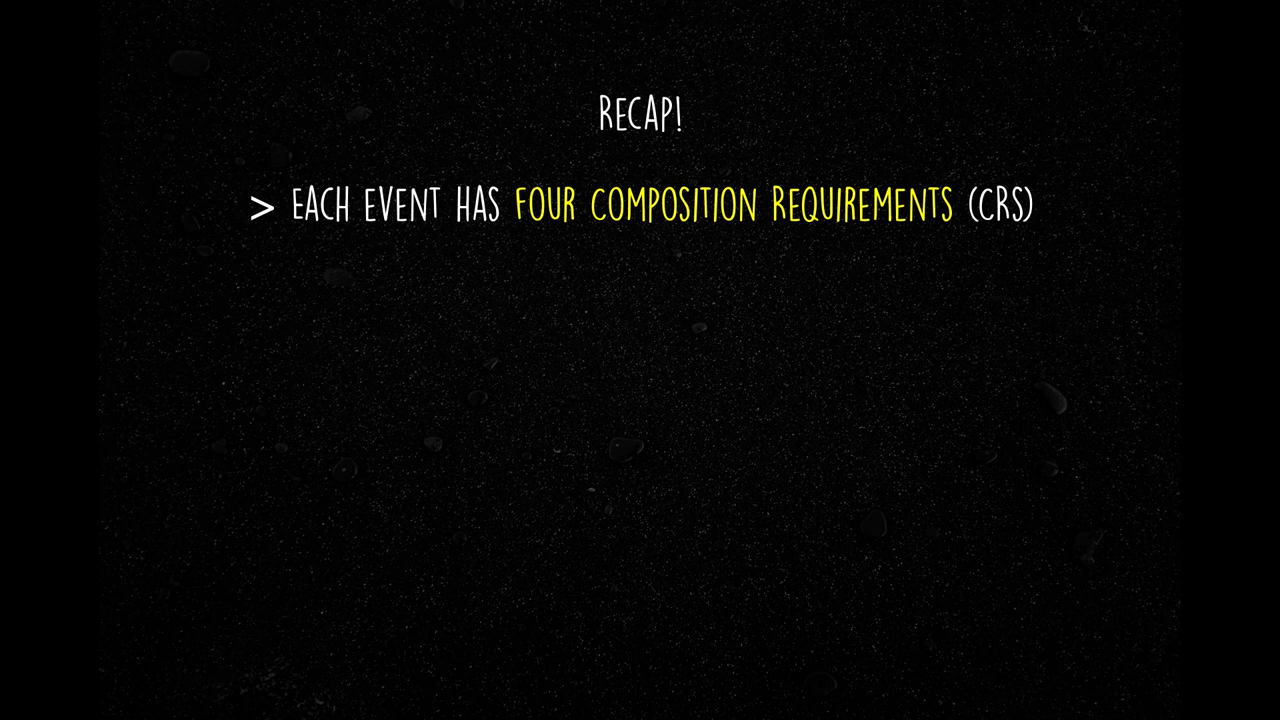 RECAP!
> EACH EVENT HAS FOUR COMPOSITION REQUIREMENTS (CRS)